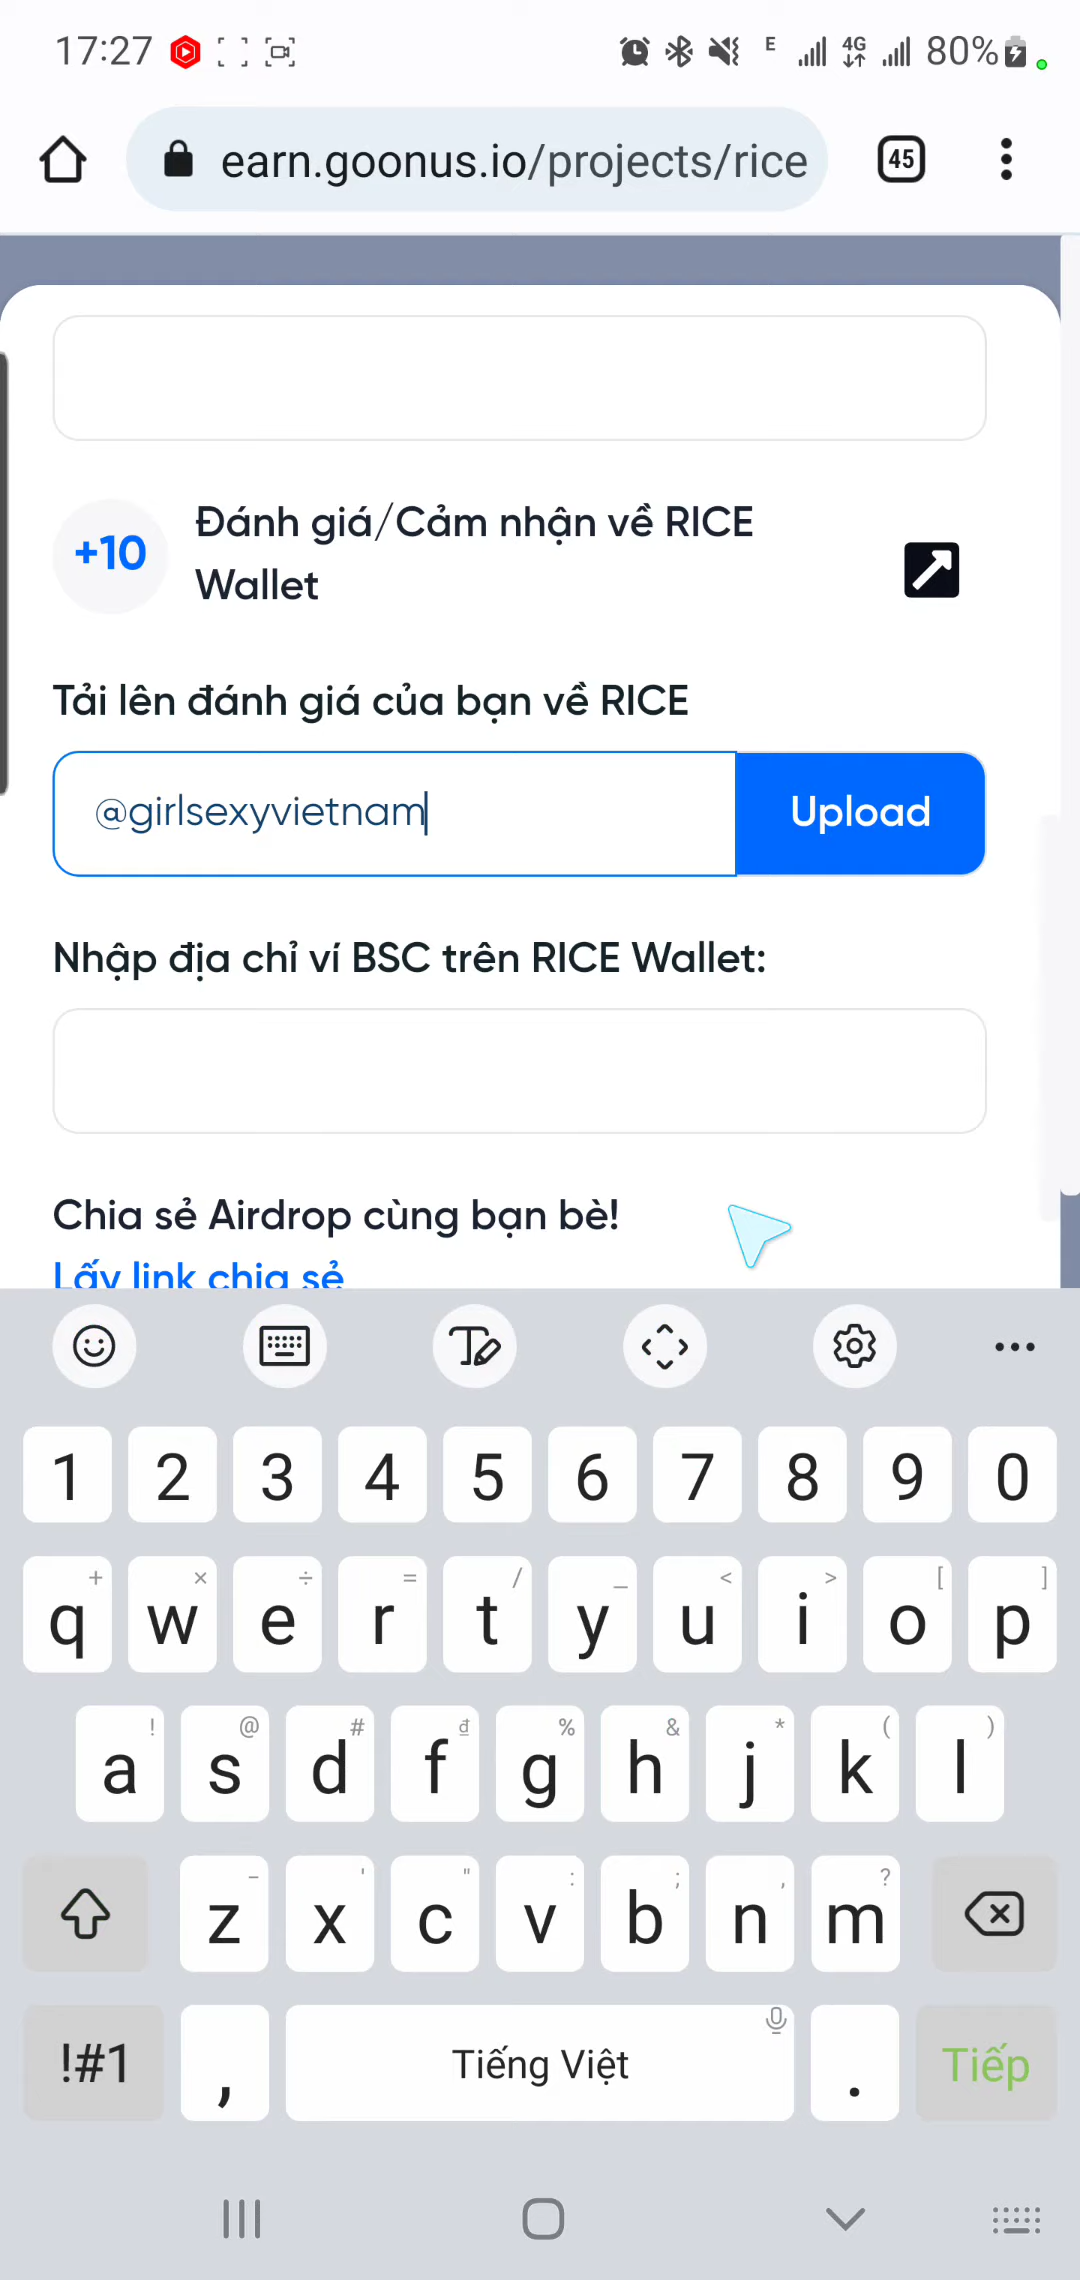 17:27
E 4G 80%
earn.goonus.io/projects/rice
45
+10
Đánh giá/Cảm nhận về RICE
Wallet
Tải lên đánh giá của bạn về RICE
@girlsexyvietnam
Upload
Nhập địa chỉ ví BSC trên RICE Wallet:
Chia sẻ Airdrop cùng bạn bè!
Lấy link chia sẻ
1 2 3 4 5 6 7 8 9 0
+ × ÷ = / _ < > [ ]
q w e r t y u i o p
! @ # đ % & * ( )
a s d f g h j k l
- ' " : ; , ?
z x c v b n m
!#1 , Tiếng Việt . Tiếp